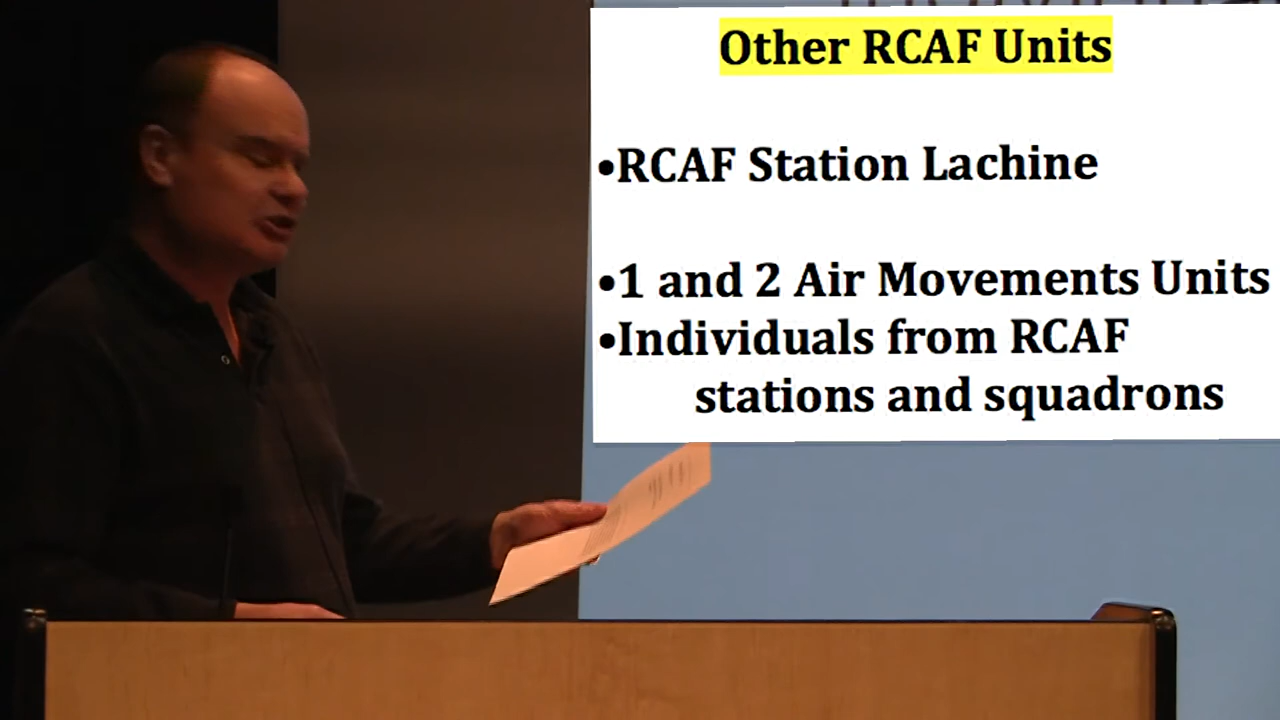 Other RCAF Units
•RCAF Station Lachine
•1 and 2 Air Movements Units
•Individuals from RCAF
stations and squadrons